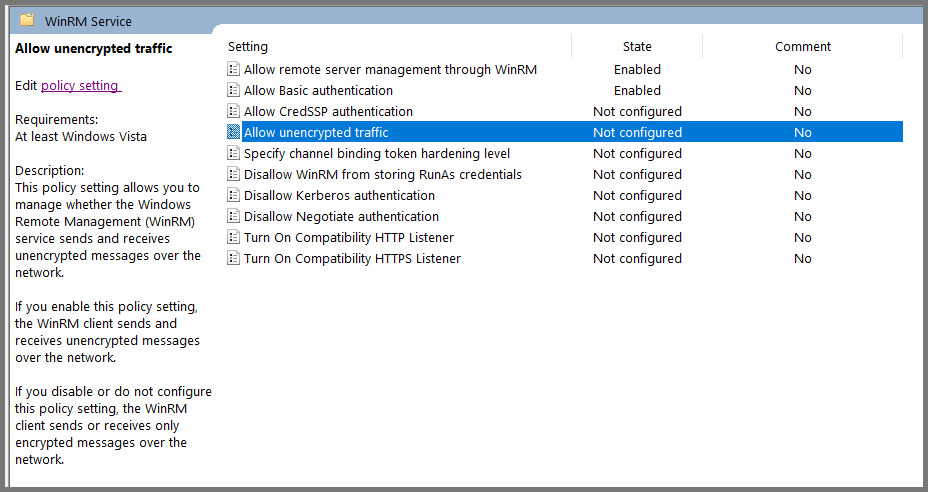 WinRM Service
Allow unencrypted traffic
Edit policy setting
Requirements:
At least Windows Vista
Description:
This policy setting allows you to
manage whether the Windows
Remote Management (WinRM)
service sends and receives
unencrypted messages over the
network.
If you enable this policy setting,
the WinRM client sends and
receives unencrypted messages
over the network.
If you disable or do not configure
this policy setting, the WinRM
client sends or receives only
encrypted messages over the
network.
Setting State Comment
Allow remote server management through WinRM Enabled No
Allow Basic authentication Enabled No
Allow CredSSP authentication Not configured No
Allow unencrypted traffic Not configured No
Specify channel binding token hardening level Not configured No
Disallow WinRM from storing RunAs credentials Not configured No
Disallow Kerberos authentication Not configured No
Disallow Negotiate authentication Not configured No
Turn On Compatibility HTTP Listener Not configured No
Turn On Compatibility HTTPS Listener Not configured No